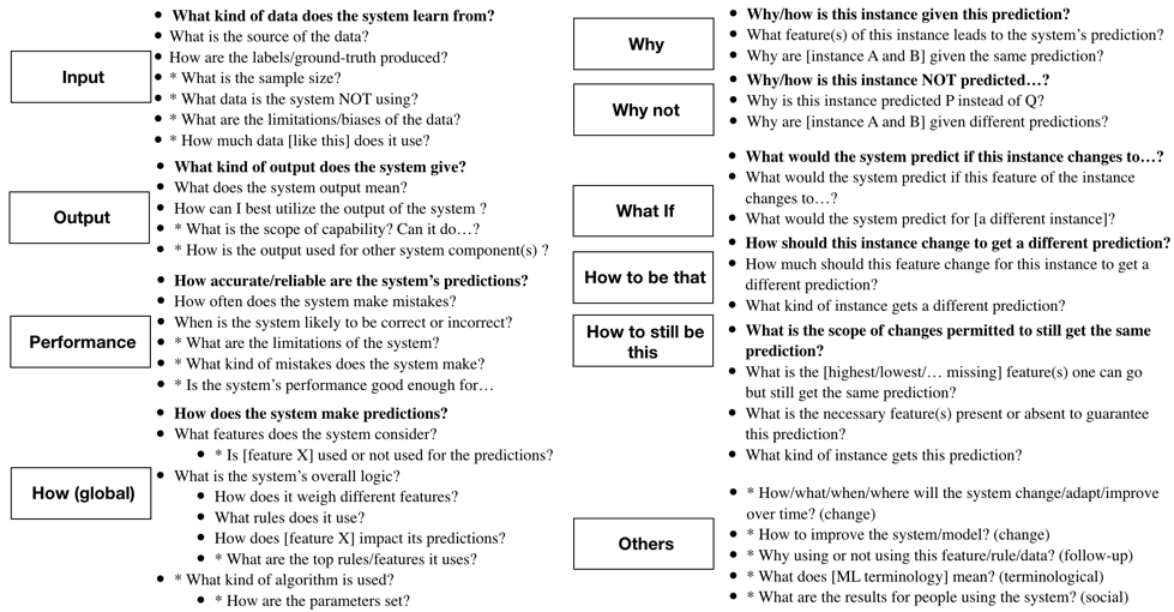 Input
• What kind of data does the system learn from?
• What is the source of the data?
• How are the labels/ground-truth produced?
• * What is the sample size?
• * What data is the system NOT using?
• * What are the limitations/biases of the data?
• * How much data [like this] does it use?
Output
• What kind of output does the system give?
• What does the system output mean?
• How can I best utilize the output of the system ?
• * What is the scope of capability? Can it do…?
• * How is the output used for other system component(s) ?
Performance
• How accurate/reliable are the system's predictions?
• How often does the system make mistakes?
• When is the system likely to be correct or incorrect?
• * What are the limitations of the system?
• * What kind of mistakes does the system make?
• * Is the system's performance good enough for…
How (global)
• How does the system make predictions?
• What features does the system consider?
• * Is [feature X] used or not used for the predictions?
• What is the system's overall logic?
• How does it weigh different features?
• What rules does it use?
• How does [feature X] impact its predictions?
• * What are the top rules/features it uses?
• * What kind of algorithm is used?
• * How are the parameters set?
Why
• Why/how is this instance given this prediction?
• What feature(s) of this instance leads to the system's prediction?
• Why are [instance A and B] given the same prediction?
Why not
• Why/how is this instance NOT predicted…?
• Why is this instance predicted P instead of Q?
• Why are [instance A and B] given different predictions?
What If
• What would the system predict if this instance changes to…?
• What would the system predict if this feature of the instance
changes to…?
• What would the system predict for [a different instance]?
How to be that
• How should this instance change to get a different prediction?
• How much should this feature change for this instance to get a
different prediction?
• What kind of instance gets a different prediction?
How to still be
this
• What is the scope of changes permitted to still get the same
prediction?
• What is the [highest/lowest/… missing] feature(s) one can go
but still get the same prediction?
• What is the necessary feature(s) present or absent to guarantee
this prediction?
• What kind of instance gets this prediction?
Others
• * How/what/when/where will the system change/adapt/improve
over time? (change)
• * How to improve the system/model? (change)
• * Why using or not using this feature/rule/data? (follow-up)
• * What does [ML terminology] mean? (terminological)
• * What are the results for people using the system? (social)